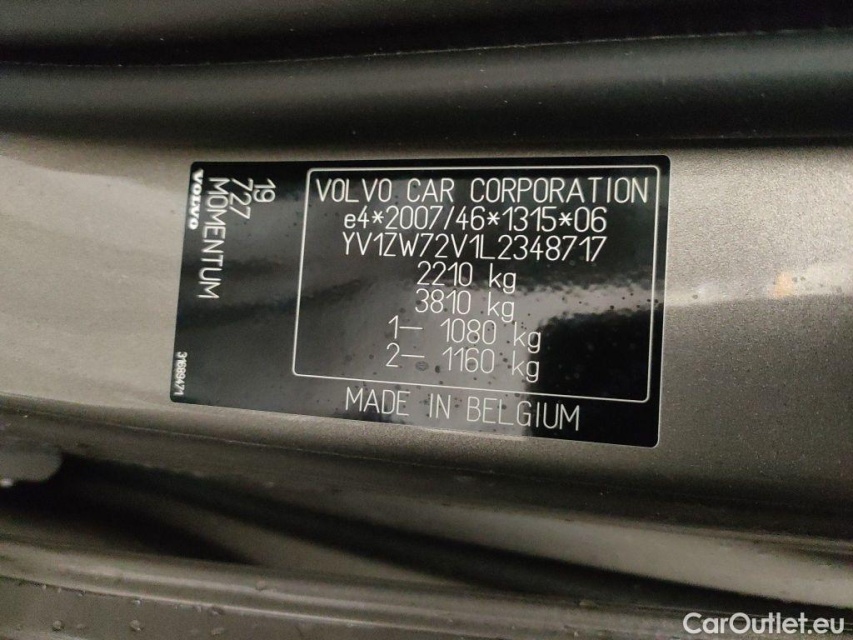 VOLVO CAR CORPORATION
e4*2007/46*1315*06
YV1ZW72V1L2348717
2210 kg
3810 kg
1— 1080 kg
2— 1160 kg
MADE IN BELGIUM
19
727
MOMENTUM
VOLVO
31689471
CarOutlet.eu